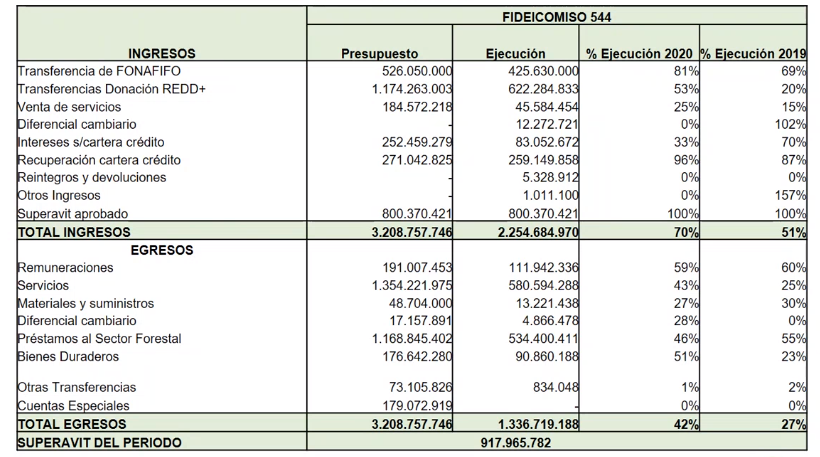 FIDEICOMISO 544
INGRESOS Presupuesto Ejecución % Ejecución 2020 % Ejecución 2019
Transferencia de FONAFIFO 526.050.000 425.630.000 81% 69%
Transferencias Donación REDD+ 1.174.263.003 622.284.833 53% 20%
Venta de servicios 184.572.218 45.584.454 25% 15%
Diferencial cambiario - 12.272.721 0% 102%
Intereses s/cartera crédito 252.459.279 83.052.672 33% 70%
Recuperación cartera crédito 271.042.825 259.149.858 96% 87%
Reintegros y devoluciones - 5.328.912 0% 0%
Otros Ingresos - 1.011.100 0% 157%
Superavit aprobado 800.370.421 800.370.421 100% 100%
TOTAL INGRESOS 3.208.757.746 2.254.684.970 70% 51%
EGRESOS
Remuneraciones 191.007.453 111.942.336 59% 60%
Servicios 1.354.221.975 580.594.288 43% 25%
Materiales y suministros 48.704.000 13.221.438 27% 30%
Diferencial cambiario 17.157.891 4.866.478 28% 0%
Préstamos al Sector Forestal 1.168.845.402 534.400.411 46% 55%
Bienes Duraderos 176.642.280 90.860.188 51% 23%
Otras Transferencias 73.105.826 834.048 1% 2%
Cuentas Especiales 179.072.919 - 0% 0%
TOTAL EGRESOS 3.208.757.746 1.336.719.188 42% 27%
SUPERAVIT DEL PERIODO 917.965.782